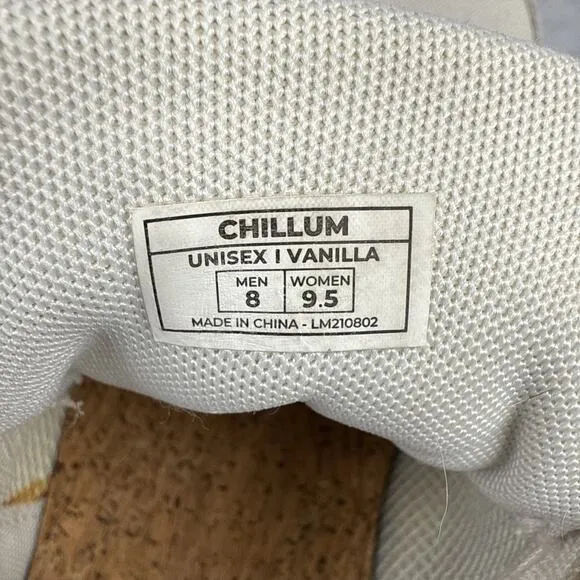 CHILLUM
UNISEX | VANILLA
MEN WOMEN
8 9.5
MADE IN CHINA - LM210802